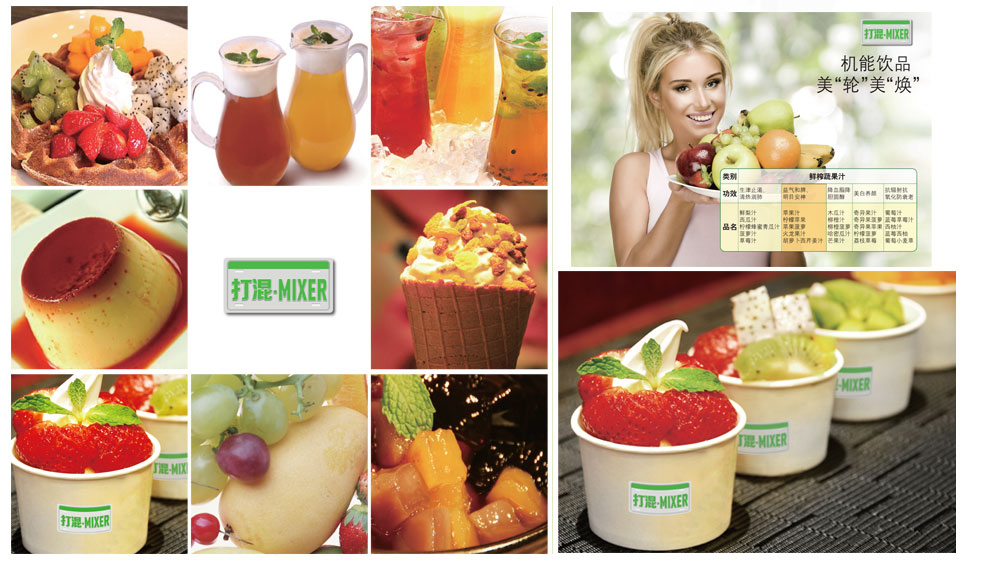 打混·MIXER
打混·MIXER
打混·MIXER
机能饮品
美“轮”美“焕”
类别 鲜榨蔬果汁
功效
生津止渴、
清热润肺
益气和脾、
明目安神
降血脂降
胆固醇
美白养颜
抗辐射抗
氧化防衰老
品名
鲜梨汁
西瓜汁
柠檬蜂蜜青瓜汁
菠萝汁
草莓汁
苹果汁
柠檬苹果
苹果菠萝
火龙果汁
胡萝卜西芹姜汁
木瓜汁
柳橙汁
柳橙菠萝
哈密瓜汁
芒果汁
奇异果汁
奇异果菠萝
奇异果苹果
柠檬菠萝
荔枝草莓
葡萄汁
蓝莓草莓汁
西柚汁
蓝莓西柚
葡萄小麦草
打混·MIXER
打混·MIXER